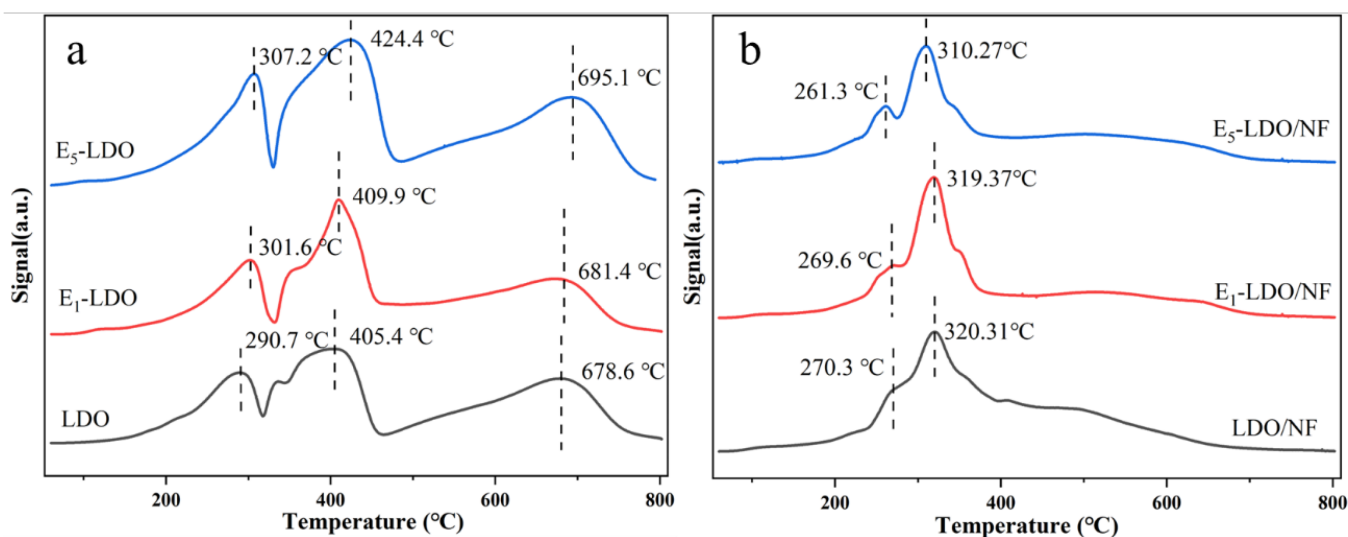 a
307.2 ℃
424.4 ℃
695.1 ℃
E5-LDO
409.9 ℃
301.6 ℃
681.4 ℃
E1-LDO
290.7 ℃
405.4 ℃
678.6 ℃
LDO
Signal(a.u.)
200
400
600
800
Temperature (℃)
b
310.27℃
261.3 ℃
E5-LDO/NF
319.37℃
269.6 ℃
E1-LDO/NF
320.31℃
270.3 ℃
LDO/NF
Signal(a.u.)
200
400
600
800
Temperature (℃)